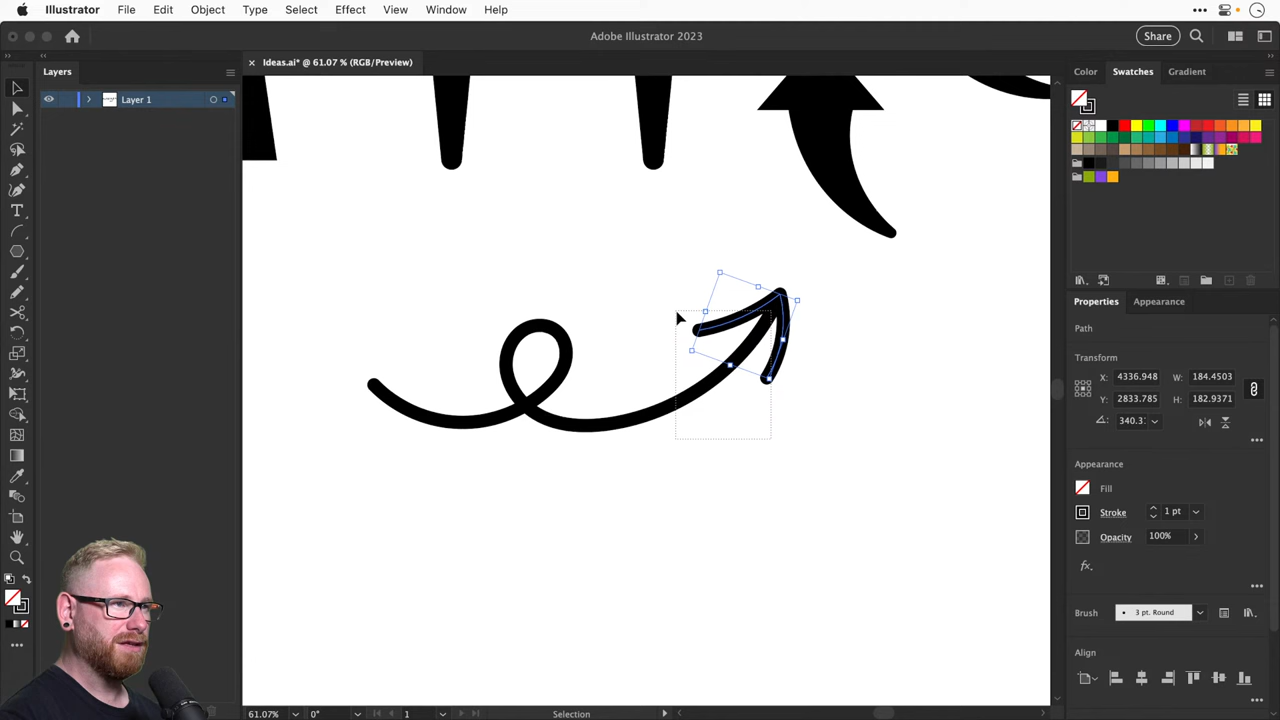 Illustrator File Edit Object Type Select Effect View Window Help
Adobe Illustrator 2023
Share
Layers
Ideas.ai* @ 61.07 % (RGB/Preview)
Color Swatches Gradient
Layer 1
Properties Appearance
Path
Transform
X: 4336.948 W: 184.4503
Y: 2833.785 H: 182.9371
340.3
Appearance
Fill
Stroke 1 pt
Opacity 100%
fx.
Brush 3 pt. Round
Align
61.07% 0° 1 Selection